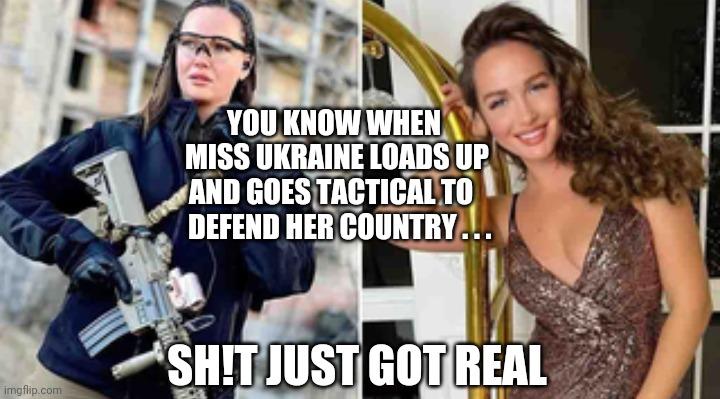 YOU KNOW WHEN
MISS UKRAINE LOADS UP
AND GOES TACTICAL TO
DEFEND HER COUNTRY . . .
SH!T JUST GOT REAL
imgflip.com